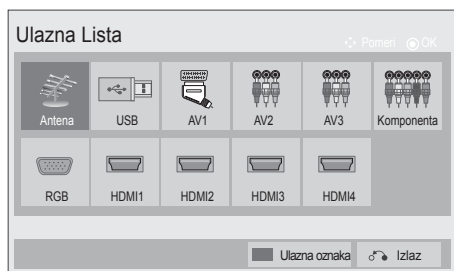 Ulazna Lista
Pomeri OK
Antena USB AV1 AV2 AV3 Komponenta
RGB HDMI1 HDMI2 HDMI3 HDMI4
Ulazna oznaka Izlaz